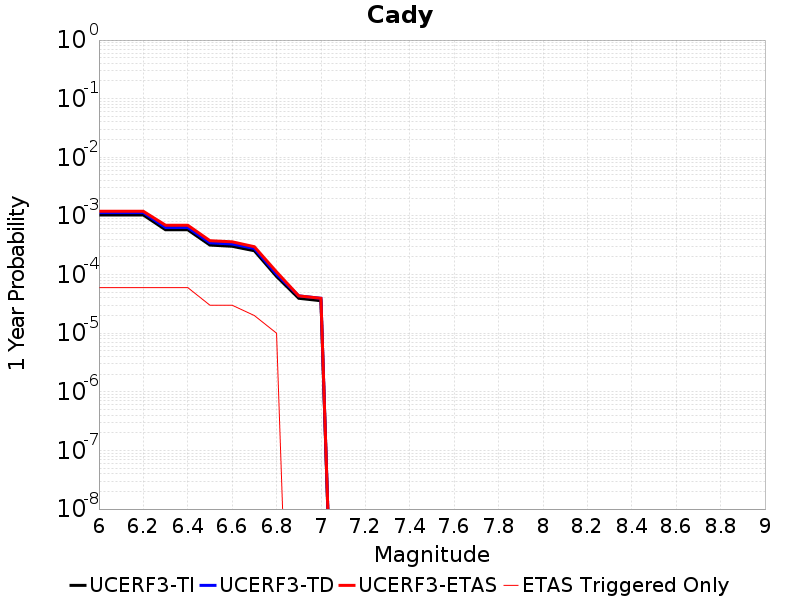 Cady
10^0
10^-1
10^-2
10^-3
10^-4
10^-5
10^-6
10^-7
10^-8
1 Year Probability
6 6.2 6.4 6.6 6.8 7 7.2 7.4 7.6 7.8 8 8.2 8.4 8.6 8.8 9
Magnitude
UCERF3-TI UCERF3-TD UCERF3-ETAS ETAS Triggered Only